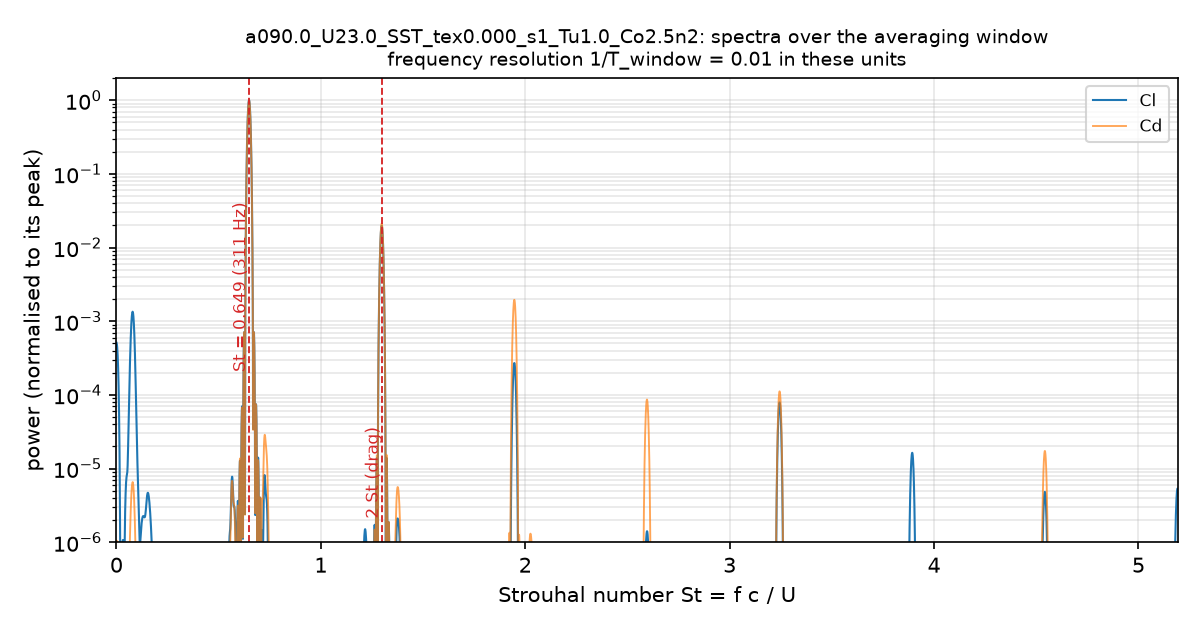 a090.0_U23.0_SST_tex0.000_s1_Tu1.0_Co2.5n2: spectra over the averaging window
frequency resolution 1/T_window = 0.01 in these units
Cl
Cd
power (normalised to its peak)
10⁰
10⁻¹
10⁻²
10⁻³
10⁻⁴
10⁻⁵
10⁻⁶
St = 0.649 (311 Hz)
2 St (drag)
0 1 2 3 4 5
Strouhal number St = f c / U